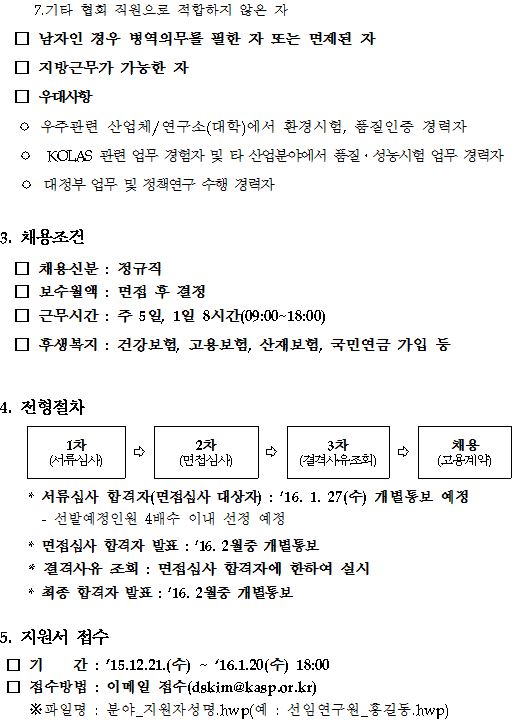 7.기타 협회 직원으로 적합하지 않은 자
□ 남자인 경우 병역의무를 필한 자 또는 면제된 자
□ 지방근무가 가능한 자
□ 우대사항
○ 우주관련 산업체/연구소(대학)에서 환경시험, 품질인증 경력자
○ KOLAS 관련 업무 경험자 및 타 산업분야에서 품질·성능시험 업무 경력자
○ 대정부 업무 및 정책연구 수행 경력자
3. 채용조건
□ 채용신분 : 정규직
□ 보수월액 : 면접 후 결정
□ 근무시간 : 주 5일, 1일 8시간(09:00~18:00)
□ 후생복지 : 건강보험, 고용보험, 산재보험, 국민연금 가입 등
4. 전형절차
1차 ⇨ 2차 ⇨ 3차 ⇨ 채용
(서류심사) (면접심사) (결격사유조회) (고용계약)
* 서류심사 합격자(면접심사 대상자) : '16. 1. 27(수) 개별통보 예정
- 선발예정인원 4배수 이내 선정 예정
* 면접심사 합격자 발표 : '16. 2월중 개별통보
* 결격사유 조회 : 면접심사 합격자에 한하여 실시
* 최종 합격자 발표 : '16. 2월중 개별통보
5. 지원서 접수
□ 기 간 : '15.12.21.(수) ~ '16.1.20(수) 18:00
□ 접수방법 : 이메일 접수(dskim@kasp.or.kr)
※파일명 : 분야_지원자성명.hwp(예 : 선임연구원_홍길동.hwp)